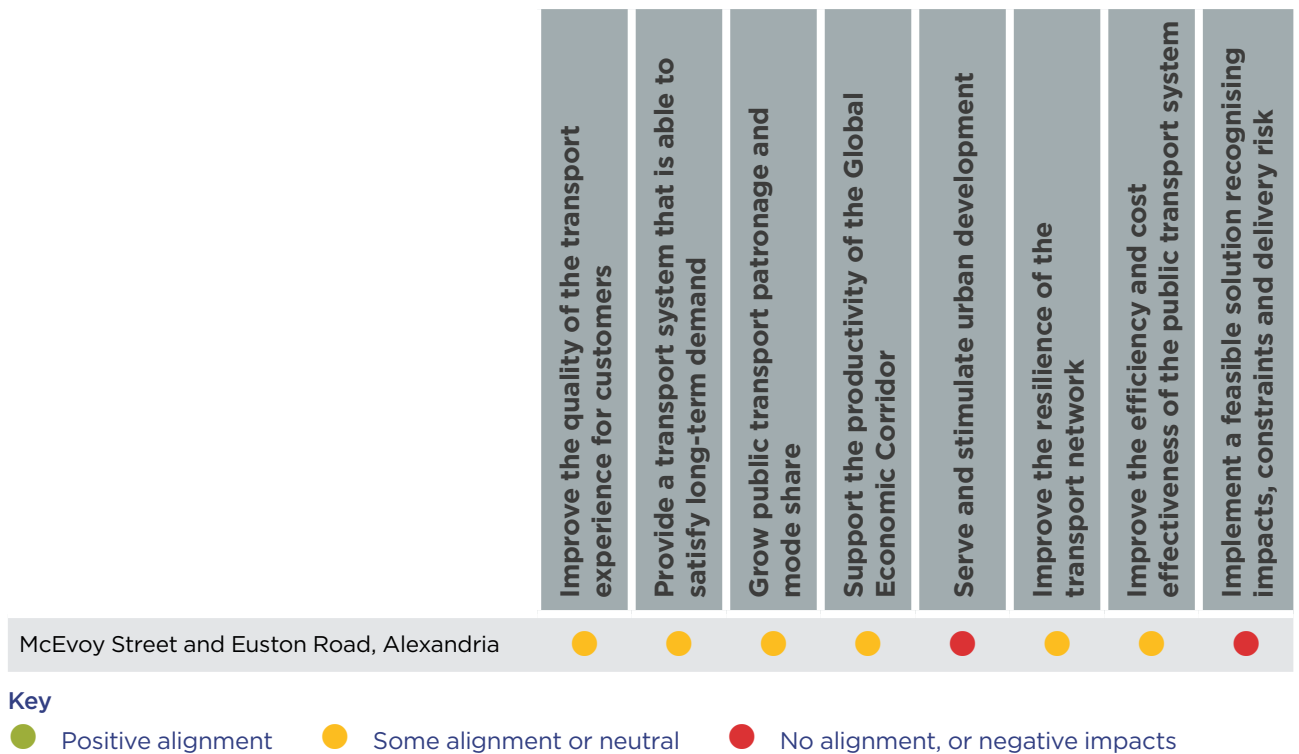 Improve the quality of the transport
experience for customers
Provide a transport system that is able to
satisfy long-term demand
Grow public transport patronage and
mode share
Support the productivity of the Global
Economic Corridor
Serve and stimulate urban development
Improve the resilience of the
transport network
Improve the efficiency and cost
effectiveness of the public transport system
Implement a feasible solution recognising
impacts, constraints and delivery risk
McEvoy Street and Euston Road, Alexandria
Key
Positive alignment
Some alignment or neutral
No alignment, or negative impacts